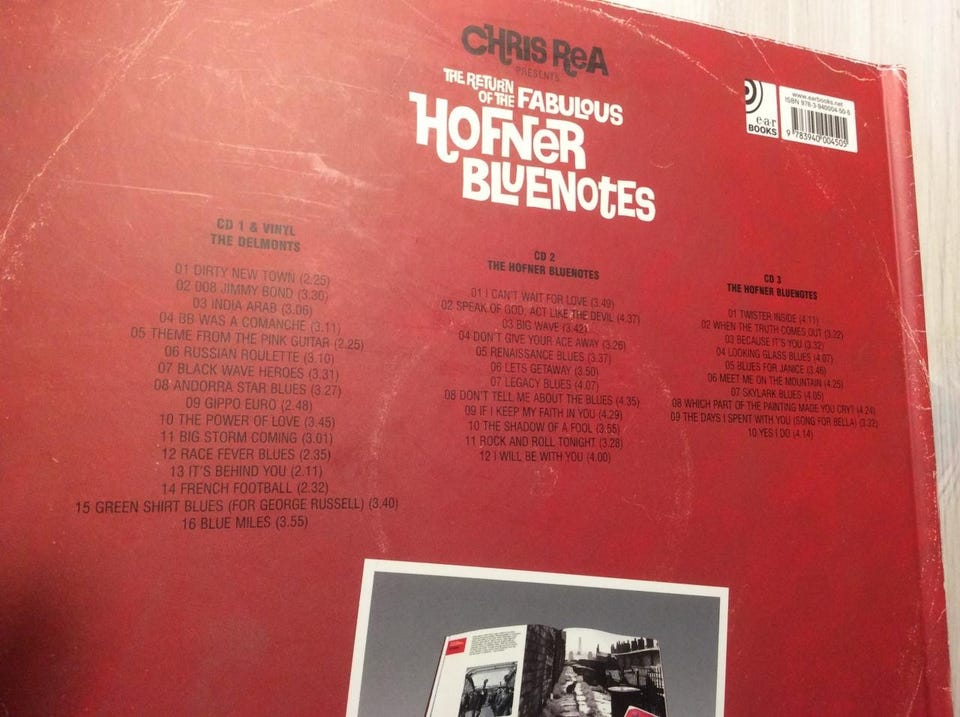 CHRIS ReA
PRESENTS
THE RETURN
OF THE FABULOUS
HOFNeR
BLUENOtES
e·a·r
BOOKS
www.earbooks.net
ISBN 978-3-940004-50-5
9 783940 004505
CD 1 & VINYL
THE DELMONTS
01 DIRTY NEW TOWN (2.25)
02 D08 JIMMY BOND (3.30)
03 INDIA ARAB (3.06)
04 BB WAS A COMANCHE (3.11)
05 THEME FROM THE PINK GUITAR (2.25)
06 RUSSIAN ROULETTE (3.10)
07 BLACK WAVE HEROES (3.31)
08 ANDORRA STAR BLUES (3.27)
09 GIPPO EURO (2.48)
10 THE POWER OF LOVE (3.45)
11 BIG STORM COMING (3.01)
12 RACE FEVER BLUES (2.35)
13 IT'S BEHIND YOU (2.11)
14 FRENCH FOOTBALL (2.32)
15 GREEN SHIRT BLUES (FOR GEORGE RUSSELL) (3.40)
16 BLUE MILES (3.55)
CD 2
THE HOFNER BLUENOTES
01 I CAN'T WAIT FOR LOVE (3.49)
02 SPEAK OF GOD, ACT LIKE THE DEVIL (4.37)
03 BIG WAVE (3.42)
04 DON'T GIVE YOUR ACE AWAY (3.26)
05 RENAISSANCE BLUES (3.37)
06 LETS GETAWAY (3.50)
07 LEGACY BLUES (4.07)
08 DON'T TELL ME ABOUT THE BLUES (4.35)
09 IF I KEEP MY FAITH IN YOU (4.29)
10 THE SHADOW OF A FOOL (3.55)
11 ROCK AND ROLL TONIGHT (3.28)
12 I WILL BE WITH YOU (4.00)
CD 3
THE HOFNER BLUENOTES
01 TWISTER INSIDE (4.11)
02 WHEN THE TRUTH COMES OUT (3.22)
03 BECAUSE IT'S YOU (3.32)
04 LOOKING GLASS BLUES (4.07)
05 BLUES FOR JANICE (3.46)
06 MEET ME ON THE MOUNTAIN (4.25)
07 SKYLARK BLUES (4.05)
08 WHICH PART OF THE PAINTING MADE YOU CRY? (4.24)
09 THE DAYS I SPENT WITH YOU (SONG FOR BELLA) (3.32)
10 YES I DO (4.14)